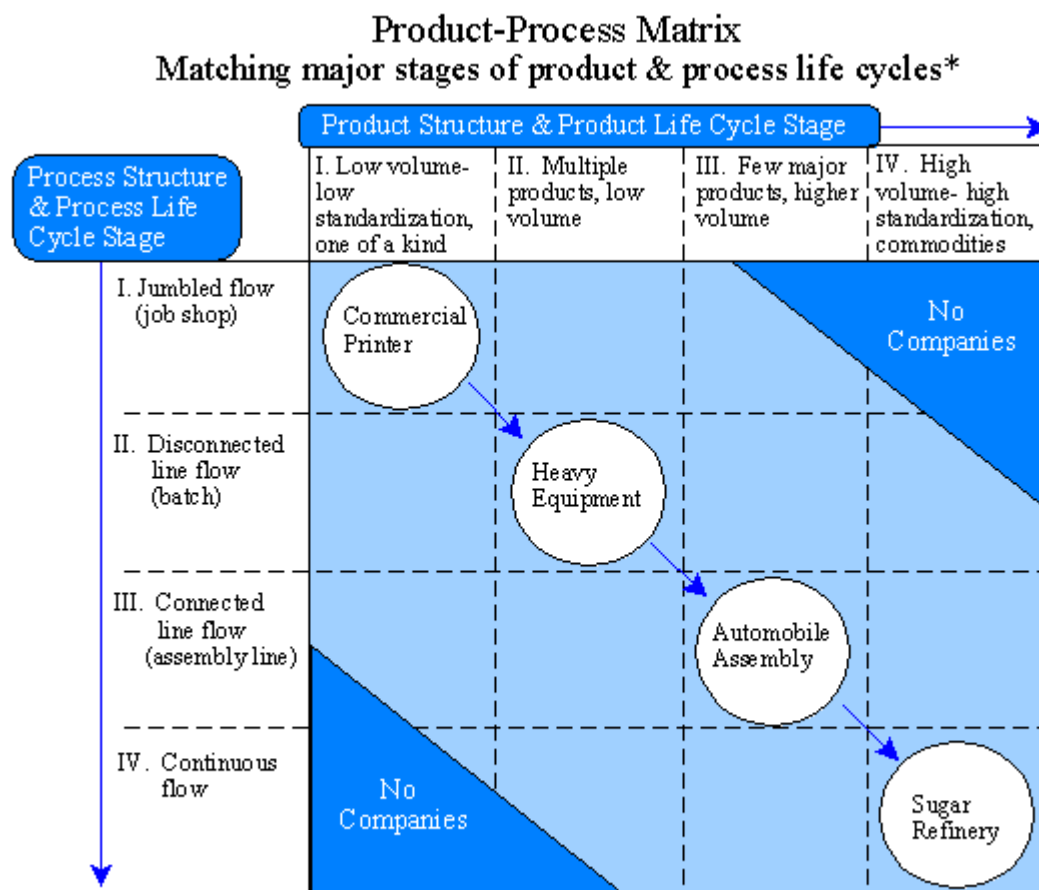 Product-Process Matrix
Matching major stages of product & process life cycles*
Product Structure & Product Life Cycle Stage
Process Structure
& Process Life
Cycle Stage
I. Low volume-
low
standardization,
one of a kind
II. Multiple
products, low
volume
III. Few major
products, higher
volume
IV. High
volume- high
standardization,
commodities
I. Jumbled flow
(job shop)
Commercial
Printer
No
Companies
II. Disconnected
line flow
(batch)
Heavy
Equipment
III. Connected
line flow
(assembly line)
Automobile
Assembly
IV. Continuous
flow
No
Companies
Sugar
Refinery